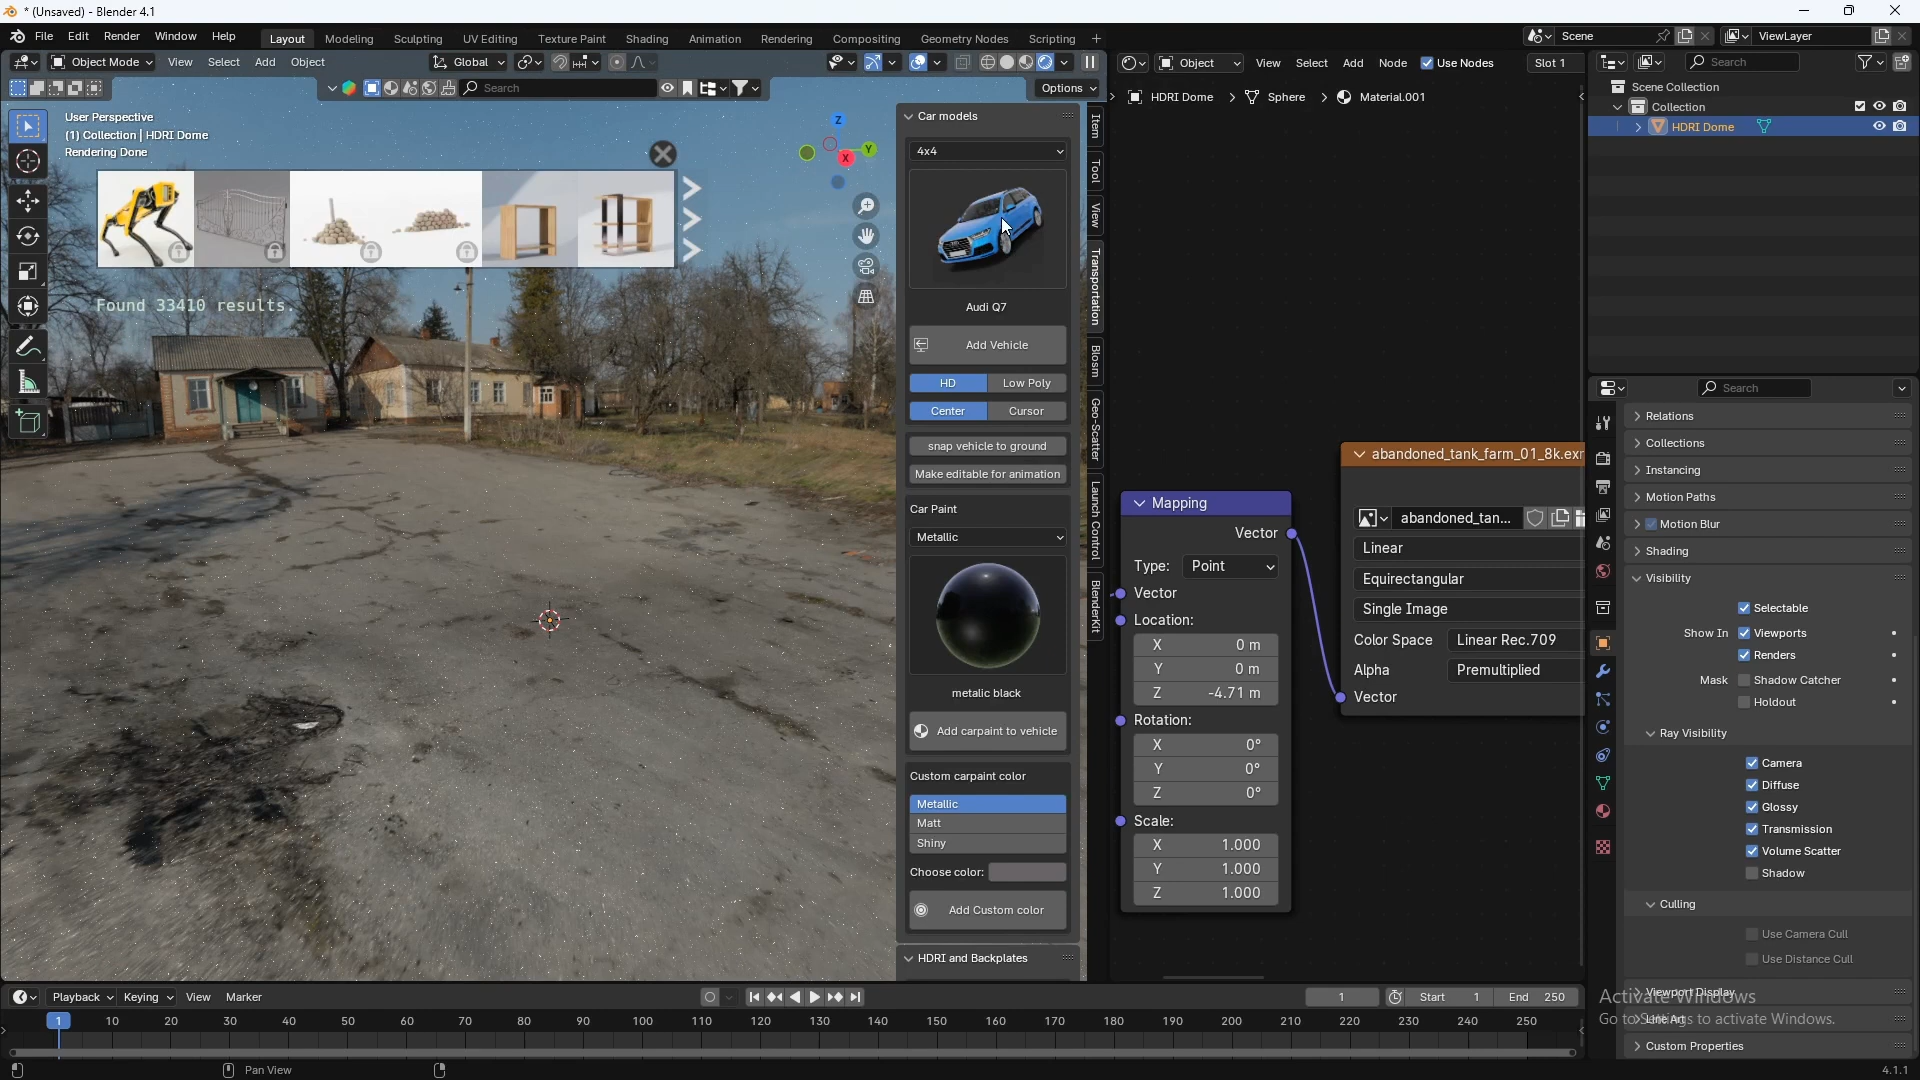 * (Unsaved) - Blender 4.1
File Edit Render Window Help
Layout Modeling Sculpting UV Editing Texture Paint Shading Animation Rendering Compositing Geometry Nodes Scripting +
Scene
ViewLayer
Object Mode View Select Add Object
Global
Search
Options
User Perspective
(1) Collection | HDRI Dome
Rendering Done
Found 33410 results.
Z
Y
X
Car models
4x4
Audi Q7
Add Vehicle
HD Low Poly
Center Cursor
snap vehicle to ground
Make editable for animation
Car Paint
Metallic
metalic black
Add carpaint to vehicle
Custom carpaint color
Metallic
Matt
Shiny
Choose color:
Add Custom color
HDRI and Backplates
Item
Tool
View
Transportation
Blosm
Geo-Scatter
Launch Control
BlenderKit
Object View Select Add Node Use Nodes Slot 1
HDRI Dome > Sphere > Material.001
Mapping
Vector
Type: Point
Vector
Location:
X 0 m
Y 0 m
Z -4.71 m
Rotation:
X 0°
Y 0°
Z 0°
Scale:
X 1.000
Y 1.000
Z 1.000
abandoned_tank_farm_01_8k.exr
abandoned_tan...
Linear
Equirectangular
Single Image
Color Space Linear Rec.709
Alpha Premultiplied
Vector
Search
Scene Collection
Collection
HDRI Dome
Search
Relations
Collections
Instancing
Motion Paths
Motion Blur
Shading
Visibility
Selectable
Show In Viewports
Renders
Mask Shadow Catcher
Holdout
Ray Visibility
Camera
Diffuse
Glossy
Transmission
Volume Scatter
Shadow
Culling
Use Camera Cull
Use Distance Cull
Viewport Display
Line Art
Custom Properties
Activate Windows
Go to Settings to activate Windows.
Playback Keying View Marker
1
Start 1 End 250
1 10 20 30 40 50 60 70 80 90 100 110 120 130 140 150 160 170 180 190 200 210 220 230 240 250
Pan View
4.1.1